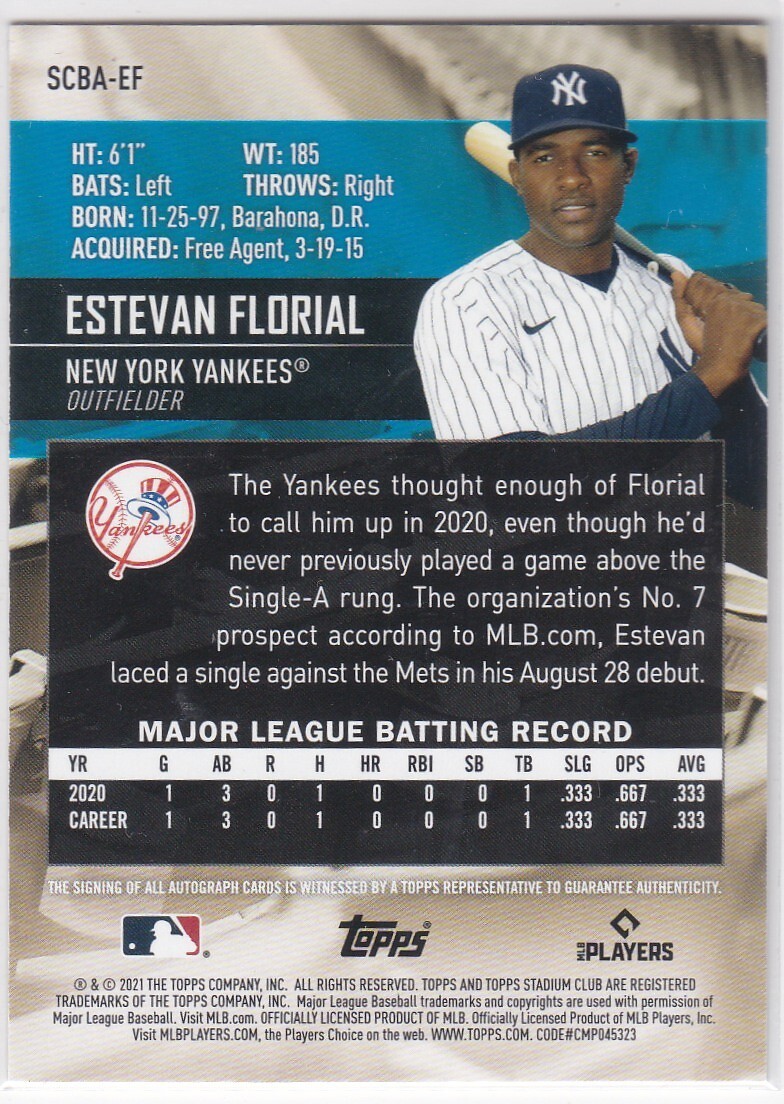 SCBA-EF
NY
HT: 6'1" WT: 185
BATS: Left THROWS: Right
BORN: 11-25-97, Barahona, D.R.
ACQUIRED: Free Agent, 3-19-15
ESTEVAN FLORIAL
NEW YORK YANKEES®
OUTFIELDER
Yankees®
The Yankees thought enough of Florial
to call him up in 2020, even though he'd
never previously played a game above the
Single-A rung. The organization's No. 7
prospect according to MLB.com, Estevan
laced a single against the Mets in his August 28 debut.
MAJOR LEAGUE BATTING RECORD
YR G AB R H HR RBI SB TB SLG OPS AVG
2020 1 3 0 1 0 0 0 1 .333 .667 .333
CAREER 1 3 0 1 0 0 0 1 .333 .667 .333
THE SIGNING OF ALL AUTOGRAPH CARDS IS WITNESSED BY A TOPPS REPRESENTATIVE TO GUARANTEE AUTHENTICITY.
® topps® MLB PLAYERS
® & © 2021 THE TOPPS COMPANY, INC. ALL RIGHTS RESERVED. TOPPS AND TOPPS STADIUM CLUB ARE REGISTERED
TRADEMARKS OF THE TOPPS COMPANY, INC. Major League Baseball trademarks and copyrights are used with permission of
Major League Baseball. Visit MLB.com. OFFICIALLY LICENSED PRODUCT OF MLB. Officially Licensed Product of MLB Players, Inc.
Visit MLBPLAYERS.COM, the Players Choice on the web. WWW.TOPPS.COM. CODE#CMP045323